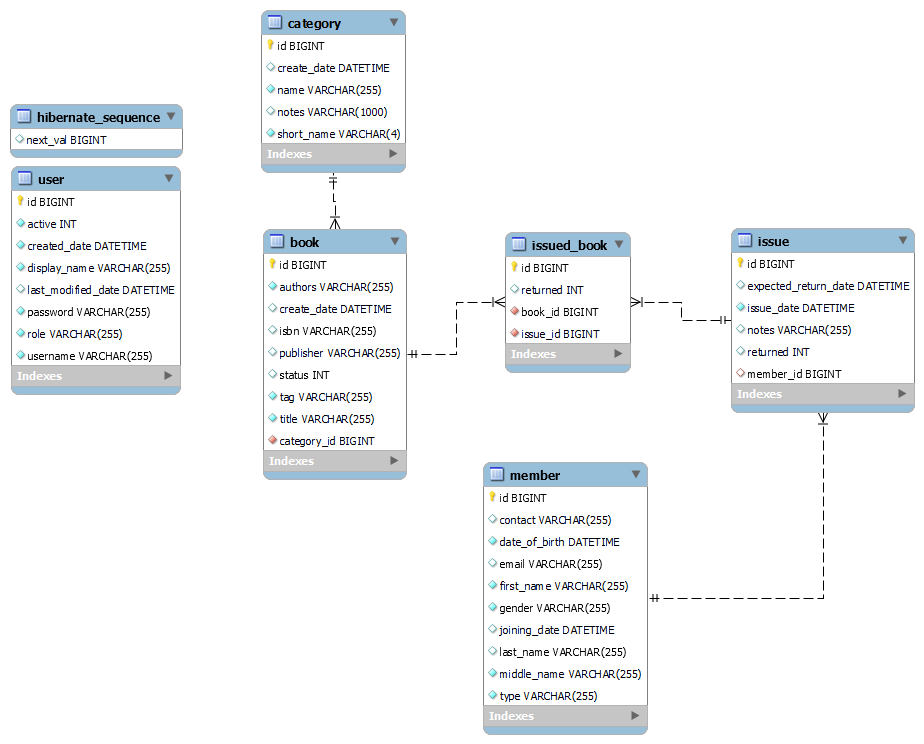 category
id BIGINT
create_date DATETIME
name VARCHAR(255)
notes VARCHAR(1000)
short_name VARCHAR(4)
Indexes
hibernate_sequence
next_val BIGINT
user
id BIGINT
active INT
created_date DATETIME
display_name VARCHAR(255)
last_modified_date DATETIME
password VARCHAR(255)
role VARCHAR(255)
username VARCHAR(255)
Indexes
book
id BIGINT
authors VARCHAR(255)
create_date DATETIME
isbn VARCHAR(255)
publisher VARCHAR(255)
status INT
tag VARCHAR(255)
title VARCHAR(255)
category_id BIGINT
Indexes
issued_book
id BIGINT
returned INT
book_id BIGINT
issue_id BIGINT
Indexes
issue
id BIGINT
expected_return_date DATETIME
issue_date DATETIME
notes VARCHAR(255)
returned INT
member_id BIGINT
Indexes
member
id BIGINT
contact VARCHAR(255)
date_of_birth DATETIME
email VARCHAR(255)
first_name VARCHAR(255)
gender VARCHAR(255)
joining_date DATETIME
last_name VARCHAR(255)
middle_name VARCHAR(255)
type VARCHAR(255)
Indexes